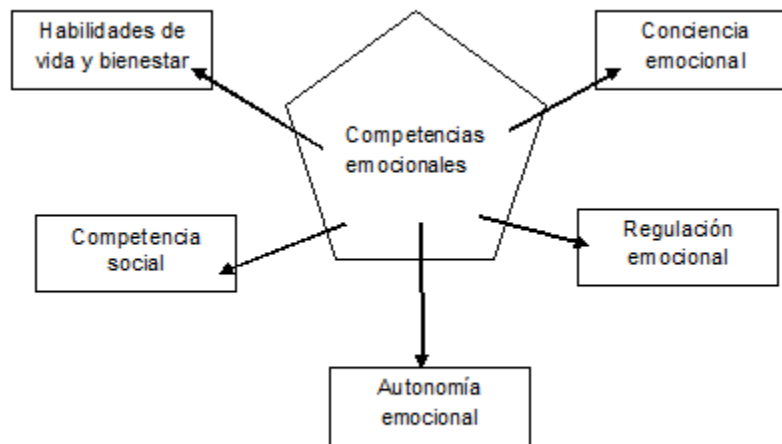 Habilidades de
vida y bienestar
Conciencia
emocional
Competencias
emocionales
Competencia
social
Regulación
emocional
Autonomía
emocional